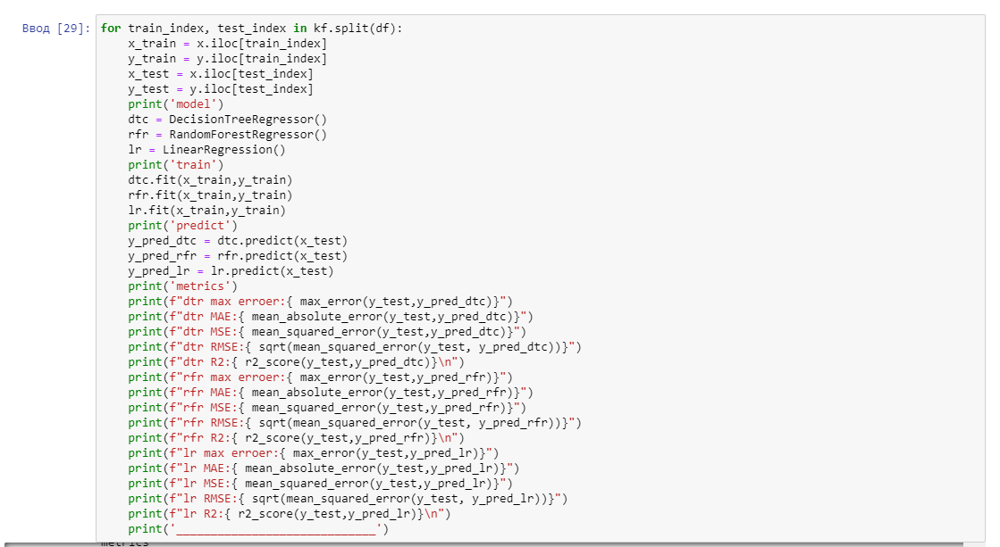 Ввод [29]: for train_index, test_index in kf.split(df):
    x_train = x.iloc[train_index]
    y_train = y.iloc[train_index]
    x_test = x.iloc[test_index]
    y_test = y.iloc[test_index]
    print('model')
    dtc = DecisionTreeRegressor()
    rfr = RandomForestRegressor()
    lr = LinearRegression()
    print('train')
    dtc.fit(x_train,y_train)
    rfr.fit(x_train,y_train)
    lr.fit(x_train,y_train)
    print('predict')
    y_pred_dtc = dtc.predict(x_test)
    y_pred_rfr = rfr.predict(x_test)
    y_pred_lr = lr.predict(x_test)
    print('metrics')
    print(f"dtr max erroer:{ max_error(y_test,y_pred_dtc)}")
    print(f"dtr MAE:{ mean_absolute_error(y_test,y_pred_dtc)}")
    print(f"dtr MSE:{ mean_squared_error(y_test,y_pred_dtc)}")
    print(f"dtr RMSE:{ sqrt(mean_squared_error(y_test, y_pred_dtc))}")
    print(f"dtr R2:{ r2_score(y_test,y_pred_dtc)}\n")
    print(f"rfr max erroer:{ max_error(y_test,y_pred_rfr)}")
    print(f"rfr MAE:{ mean_absolute_error(y_test,y_pred_rfr)}")
    print(f"rfr MSE:{ mean_squared_error(y_test,y_pred_rfr)}")
    print(f"rfr RMSE:{ sqrt(mean_squared_error(y_test, y_pred_rfr))}")
    print(f"rfr R2:{ r2_score(y_test,y_pred_rfr)}\n")
    print(f"lr max erroer:{ max_error(y_test,y_pred_lr)}")
    print(f"lr MAE:{ mean_absolute_error(y_test,y_pred_lr)}")
    print(f"lr MSE:{ mean_squared_error(y_test,y_pred_lr)}")
    print(f"lr RMSE:{ sqrt(mean_squared_error(y_test, y_pred_lr))}")
    print(f"lr R2:{ r2_score(y_test,y_pred_lr)}\n")
    print('_____________________________')
metrics